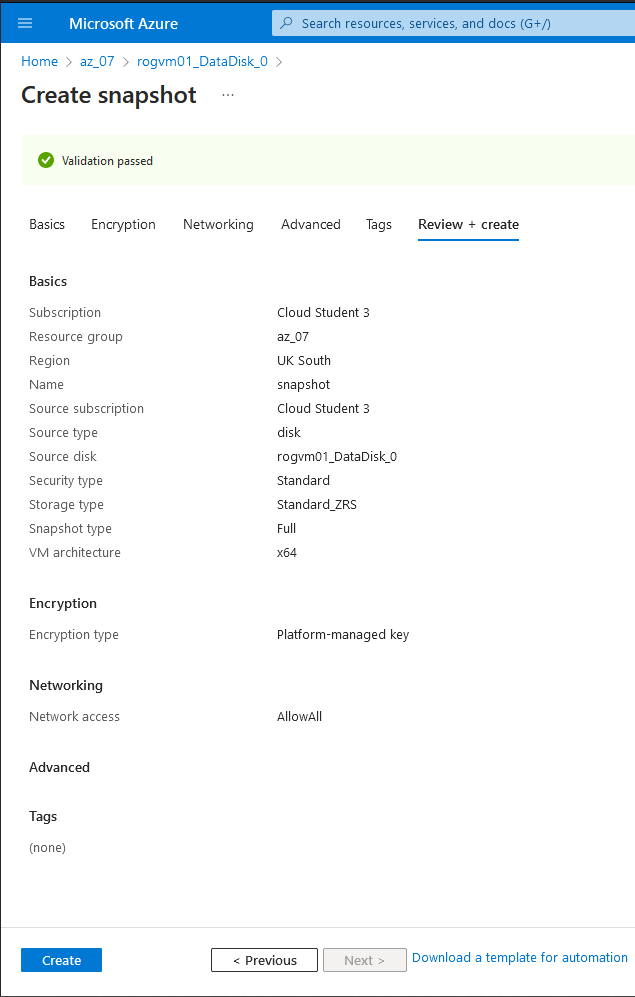 Microsoft Azure
Search resources, services, and docs (G+/)
Home > az_07 > rogvm01_DataDisk_0 >
Create snapshot ...
Validation passed
Basics Encryption Networking Advanced Tags Review + create
Basics
Subscription Cloud Student 3
Resource group az_07
Region UK South
Name snapshot
Source subscription Cloud Student 3
Source type disk
Source disk rogvm01_DataDisk_0
Security type Standard
Storage type Standard_ZRS
Snapshot type Full
VM architecture x64
Encryption
Encryption type Platform-managed key
Networking
Network access AllowAll
Advanced
Tags
(none)
Create < Previous Next > Download a template for automation